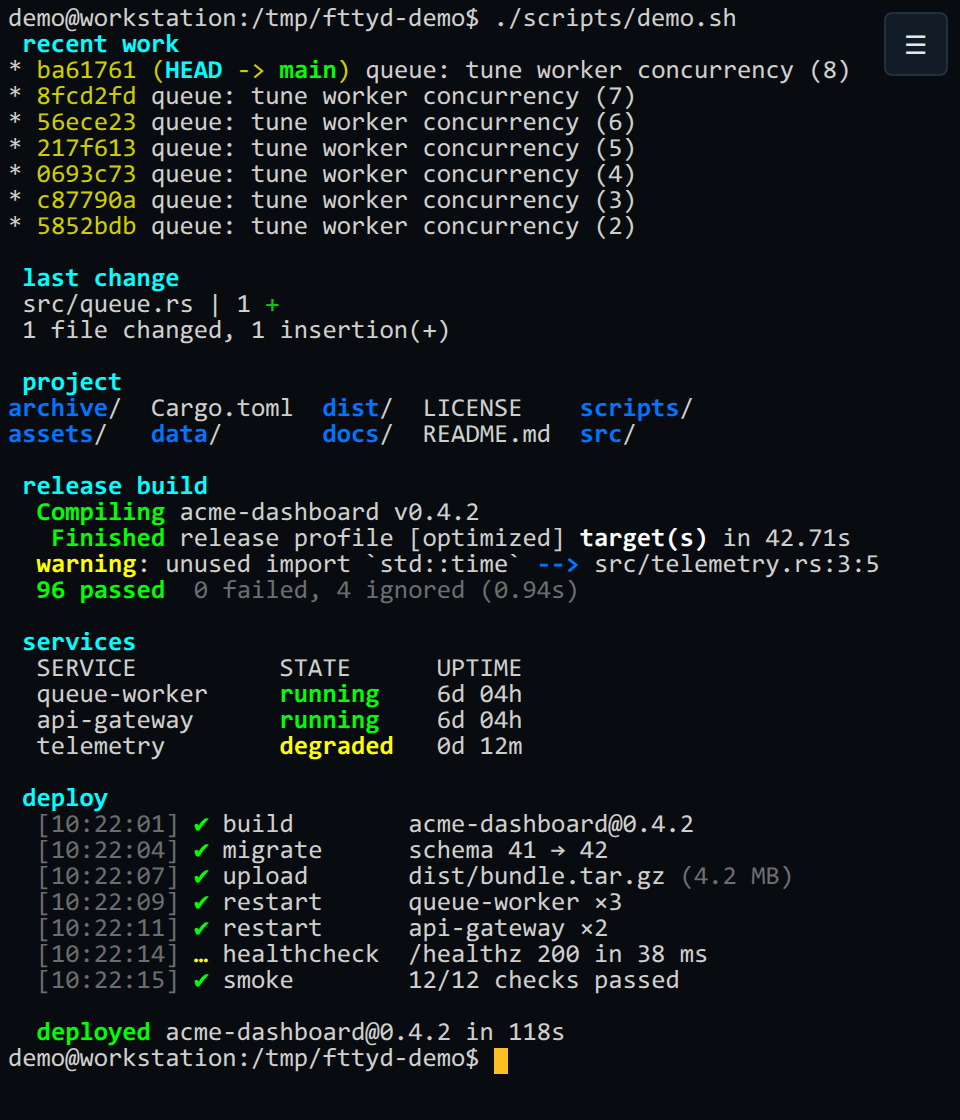 demo@workstation:/tmp/fttyd-demo$ ./scripts/demo.sh
recent work
* ba61761 (HEAD -> main) queue: tune worker concurrency (8)
* 8fcd2fd queue: tune worker concurrency (7)
* 56ece23 queue: tune worker concurrency (6)
* 217f613 queue: tune worker concurrency (5)
* 0693c73 queue: tune worker concurrency (4)
* c87790a queue: tune worker concurrency (3)
* 5852bdb queue: tune worker concurrency (2)
last change
src/queue.rs | 1 +
1 file changed, 1 insertion(+)
project
archive/  Cargo.toml  dist/  LICENSE    scripts/
assets/   data/       docs/  README.md  src/
release build
Compiling acme-dashboard v0.4.2
Finished release profile [optimized] target(s) in 42.71s
warning: unused import `std::time` --> src/telemetry.rs:3:5
96 passed  0 failed, 4 ignored (0.94s)
services
SERVICE          STATE      UPTIME
queue-worker     running    6d 04h
api-gateway      running    6d 04h
telemetry        degraded   0d 12m
deploy
[10:22:01] ✔ build        acme-dashboard@0.4.2
[10:22:04] ✔ migrate      schema 41 → 42
[10:22:07] ✔ upload       dist/bundle.tar.gz (4.2 MB)
[10:22:09] ✔ restart      queue-worker ×3
[10:22:11] ✔ restart      api-gateway ×2
[10:22:14] … healthcheck  /healthz 200 in 38 ms
[10:22:15] ✔ smoke        12/12 checks passed
deployed acme-dashboard@0.4.2 in 118s
demo@workstation:/tmp/fttyd-demo$